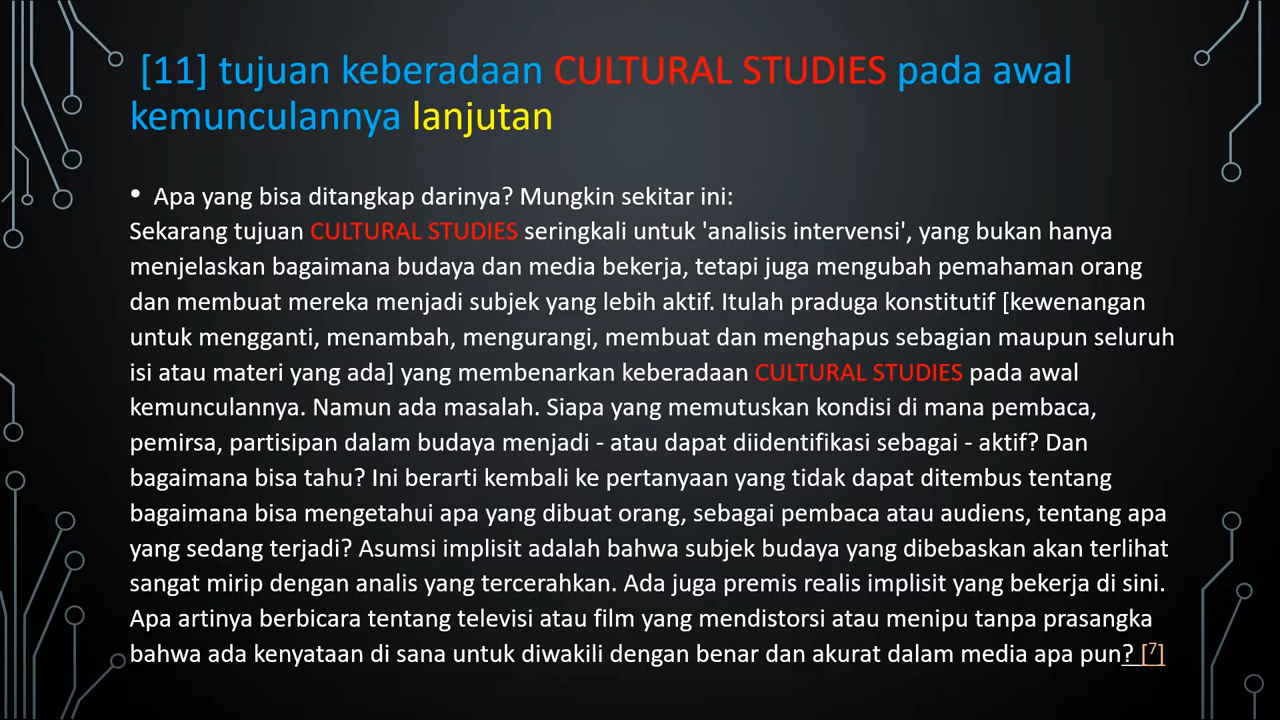 [11] tujuan keberadaan CULTURAL STUDIES pada awal
kemunculannya lanjutan
• Apa yang bisa ditangkap darinya? Mungkin sekitar ini:
Sekarang tujuan CULTURAL STUDIES seringkali untuk 'analisis intervensi', yang bukan hanya
menjelaskan bagaimana budaya dan media bekerja, tetapi juga mengubah pemahaman orang
dan membuat mereka menjadi subjek yang lebih aktif. Itulah praduga konstitutif [kewenangan
untuk mengganti, menambah, mengurangi, membuat dan menghapus sebagian maupun seluruh
isi atau materi yang ada] yang membenarkan keberadaan CULTURAL STUDIES pada awal
kemunculannya. Namun ada masalah. Siapa yang memutuskan kondisi di mana pembaca,
pemirsa, partisipan dalam budaya menjadi - atau dapat diidentifikasi sebagai - aktif? Dan
bagaimana bisa tahu? Ini berarti kembali ke pertanyaan yang tidak dapat ditembus tentang
bagaimana bisa mengetahui apa yang dibuat orang, sebagai pembaca atau audiens, tentang apa
yang sedang terjadi? Asumsi implisit adalah bahwa subjek budaya yang dibebaskan akan terlihat
sangat mirip dengan analis yang tercerahkan. Ada juga premis realis implisit yang bekerja di sini.
Apa artinya berbicara tentang televisi atau film yang mendistorsi atau menipu tanpa prasangka
bahwa ada kenyataan di sana untuk diwakili dengan benar dan akurat dalam media apa pun? [7]